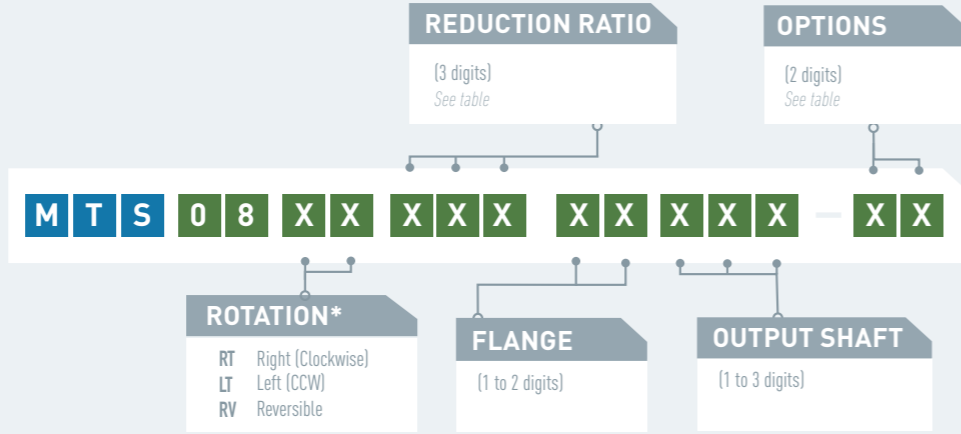 REDUCTION RATIO
(3 digits)
See table
OPTIONS
(2 digits)
See table
M T S 0 8 X X X X X X X X X X – X X
ROTATION*
RT Right (Clockwise)
LT Left (CCW)
RV Reversible
FLANGE
(1 to 2 digits)
OUTPUT SHAFT
(1 to 3 digits)